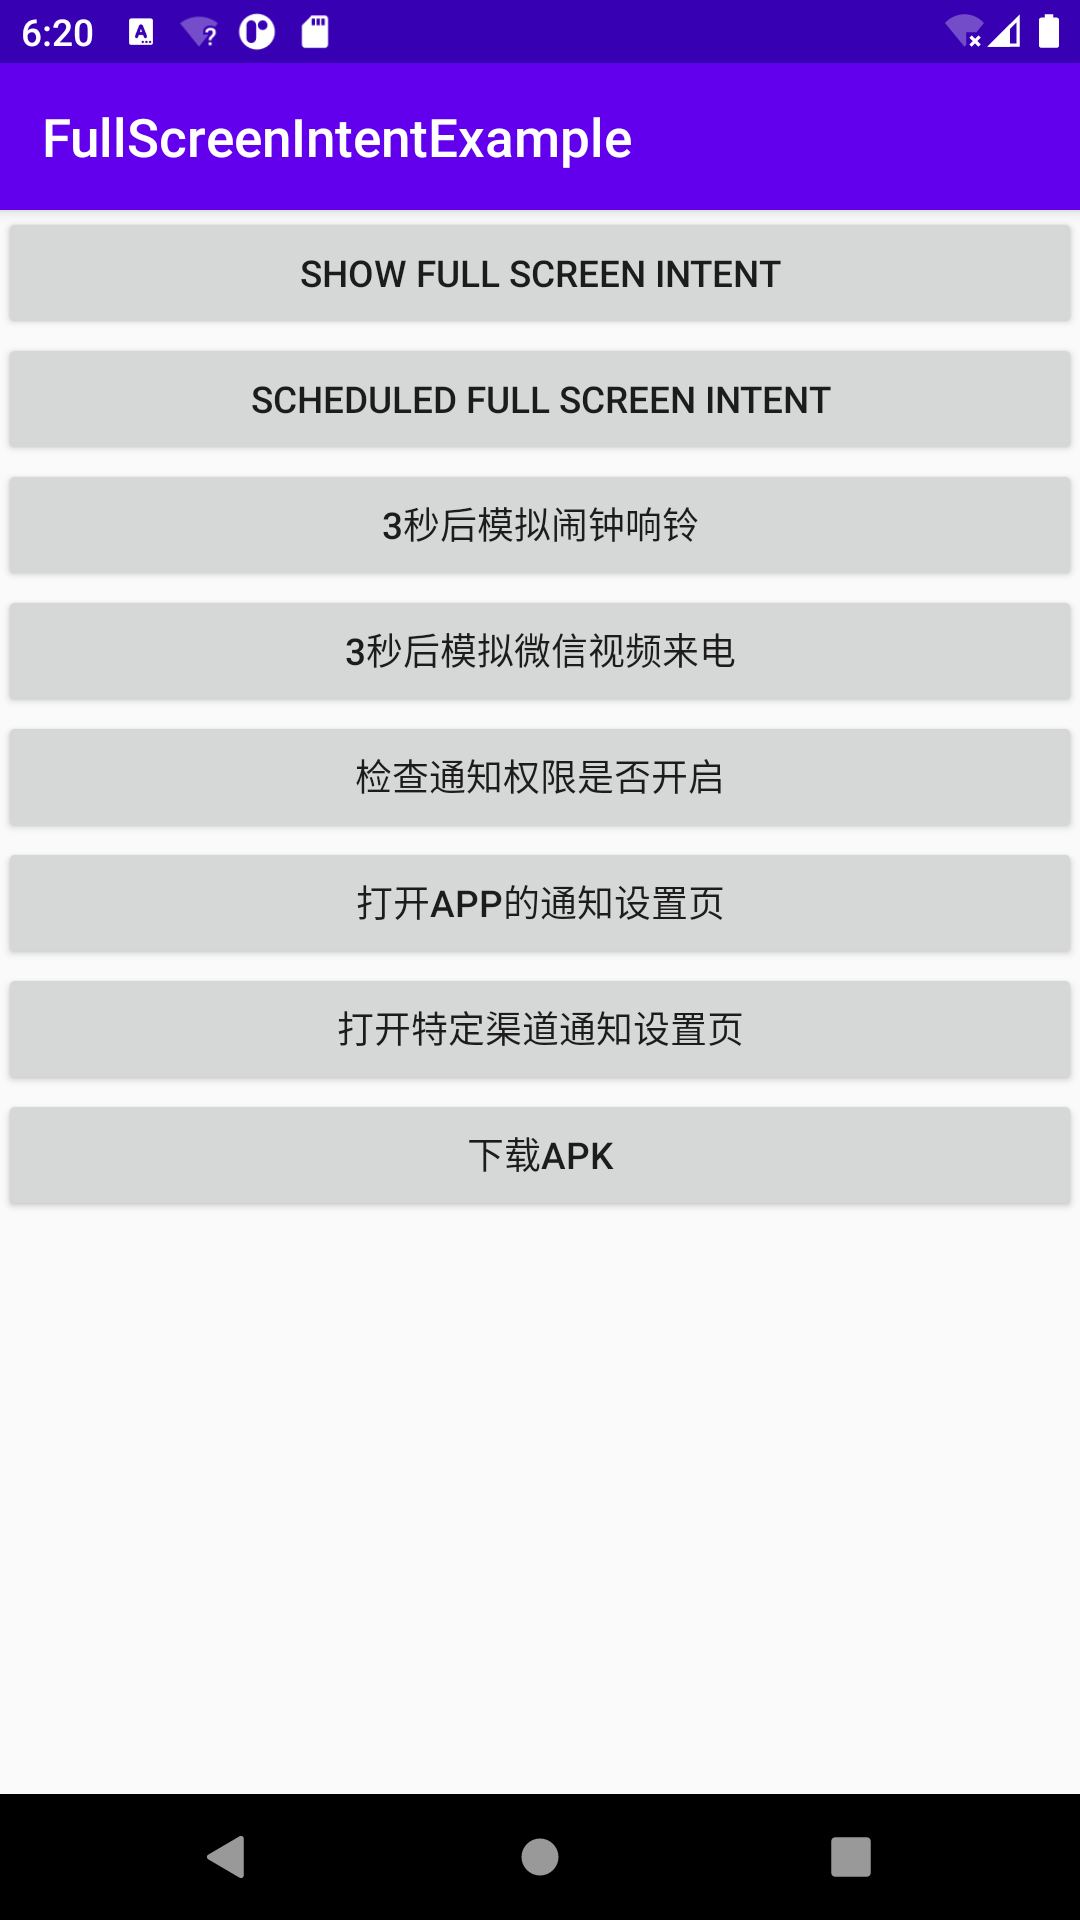 6:20
FullScreenIntentExample
SHOW FULL SCREEN INTENT
SCHEDULED FULL SCREEN INTENT
3秒后模拟闹钟响铃
3秒后模拟微信视频来电
检查通知权限是否开启
打开APP的通知设置页
打开特定渠道通知设置页
下载APK